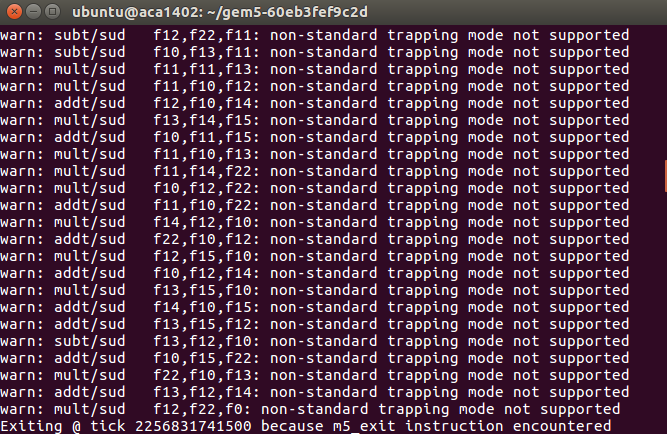 ubuntu@aca1402: ~/gem5-60eb3fef9c2d
warn: subt/sud   f12,f22,f11: non-standard trapping mode not supported
warn: subt/sud   f10,f13,f11: non-standard trapping mode not supported
warn: mult/sud   f11,f11,f13: non-standard trapping mode not supported
warn: mult/sud   f11,f10,f12: non-standard trapping mode not supported
warn: addt/sud   f12,f10,f14: non-standard trapping mode not supported
warn: mult/sud   f13,f14,f15: non-standard trapping mode not supported
warn: addt/sud   f10,f11,f15: non-standard trapping mode not supported
warn: mult/sud   f11,f10,f13: non-standard trapping mode not supported
warn: mult/sud   f11,f14,f22: non-standard trapping mode not supported
warn: mult/sud   f10,f12,f22: non-standard trapping mode not supported
warn: addt/sud   f11,f10,f22: non-standard trapping mode not supported
warn: mult/sud   f14,f12,f10: non-standard trapping mode not supported
warn: addt/sud   f22,f10,f12: non-standard trapping mode not supported
warn: mult/sud   f12,f15,f10: non-standard trapping mode not supported
warn: addt/sud   f12,f10,f14: non-standard trapping mode not supported
warn: mult/sud   f13,f15,f10: non-standard trapping mode not supported
warn: addt/sud   f14,f10,f15: non-standard trapping mode not supported
warn: addt/sud   f13,f15,f12: non-standard trapping mode not supported
warn: subt/sud   f13,f12,f10: non-standard trapping mode not supported
warn: addt/sud   f10,f15,f22: non-standard trapping mode not supported
warn: mult/sud   f22,f10,f13: non-standard trapping mode not supported
warn: addt/sud   f13,f12,f14: non-standard trapping mode not supported
warn: mult/sud   f12,f22,f0: non-standard trapping mode not supported
Exiting @ tick 2256831741500 because m5_exit instruction encountered